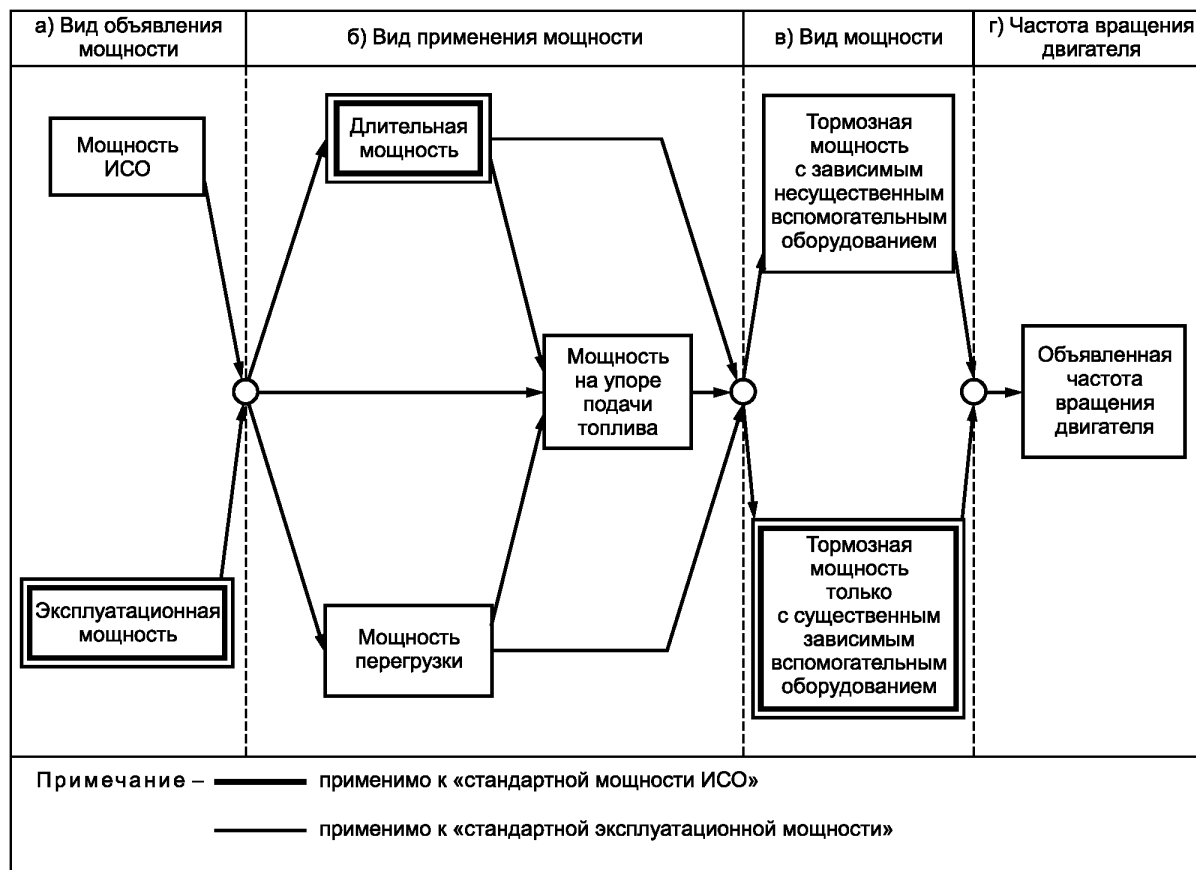 а) Вид объявления
мощности
б) Вид применения мощности
в) Вид мощности
г) Частота вращения
двигателя
Мощность
ИСО
Эксплуатационная
мощность
Длительная
мощность
Мощность
на упоре
подачи
топлива
Мощность
перегрузки
Тормозная
мощность
с зависимым
несущественным
вспомогательным
оборудованием
Тормозная
мощность
только
с существенным
зависимым
вспомогательным
оборудованием
Объявленная
частота
вращения
двигателя
Примечание – применимо к «стандартной мощности ИСО»
применимо к «стандартной эксплуатационной мощности»